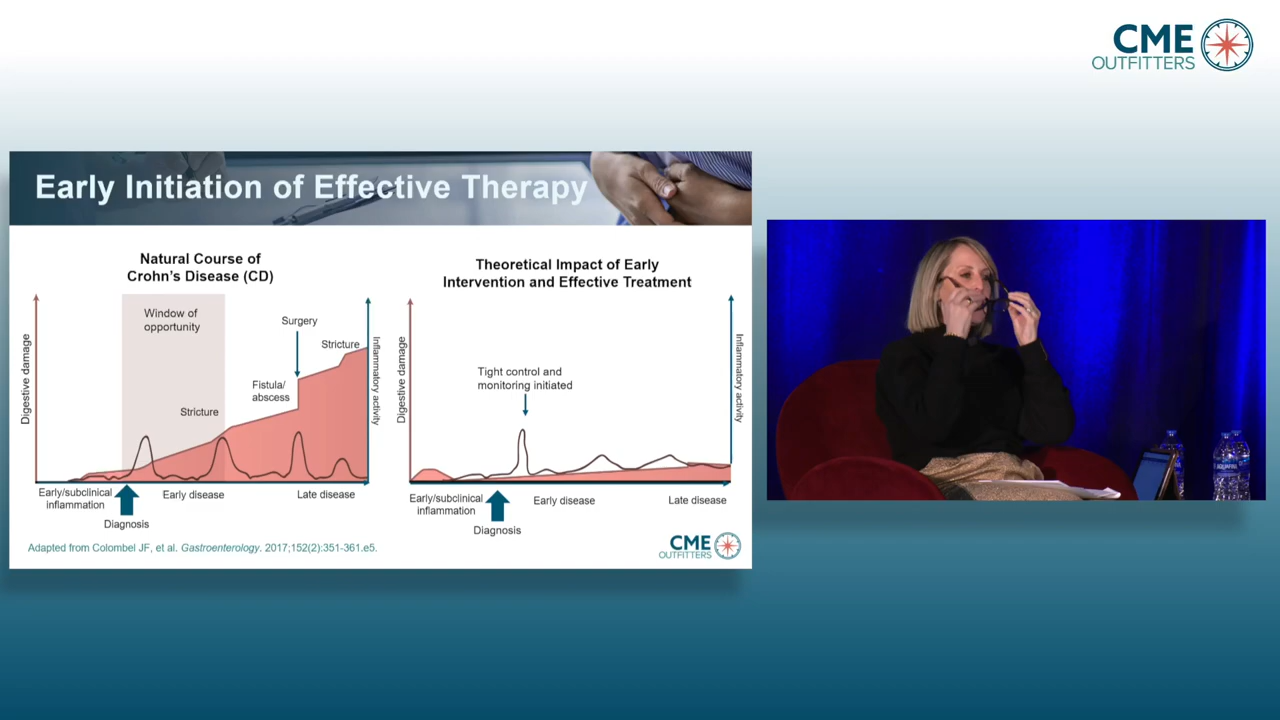 CME
OUTFITTERS
Early Initiation of Effective Therapy
Natural Course of
Crohn's Disease (CD)
Digestive damage
Window of
opportunity
Surgery
Stricture
Fistula/
abscess
Stricture
Inflammatory activity
Early/subclinical
inflammation
Early disease
Late disease
Diagnosis
Theoretical Impact of Early
Intervention and Effective Treatment
Digestive damage
Tight control and
monitoring initiated
Inflammatory activity
Early/subclinical
inflammation
Early disease
Late disease
Diagnosis
Adapted from Colombel JF, et al. Gastroenterology. 2017;152(2):351-361.e5.
CME
OUTFITTERS